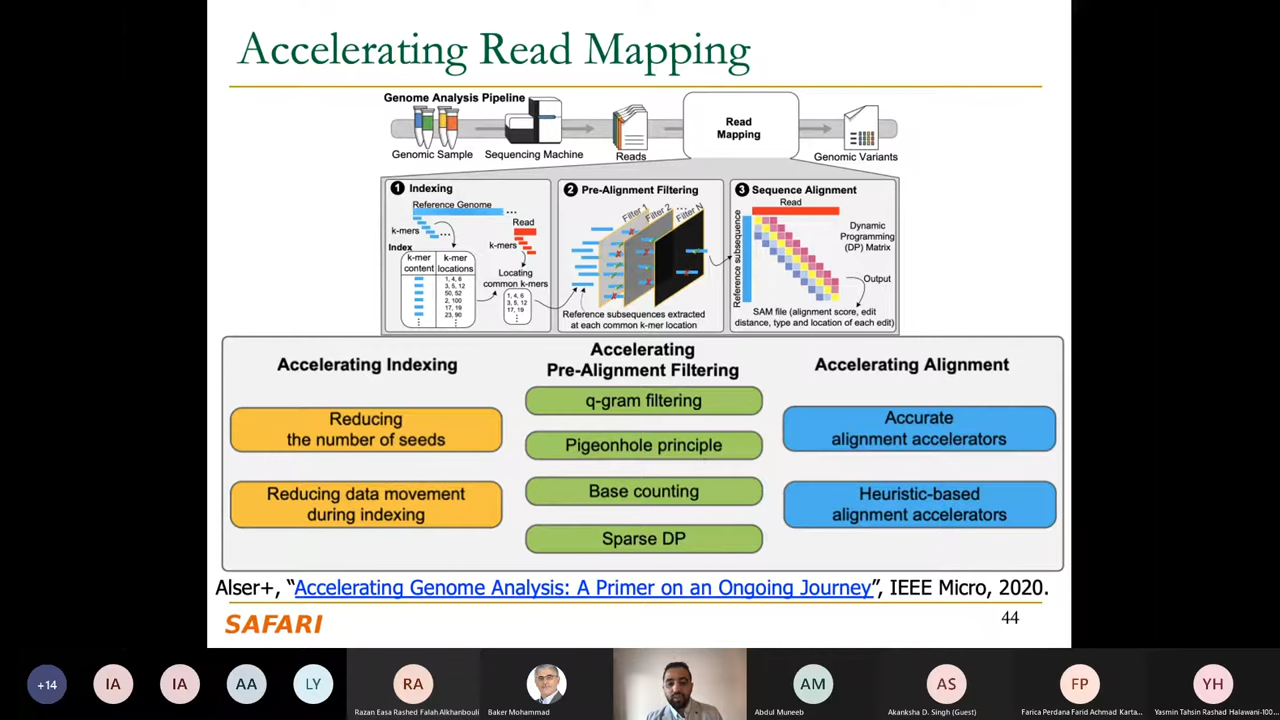 Accelerating Read Mapping
Genome Analysis Pipeline
Genomic Sample
Sequencing Machine
Reads
Read
Mapping
Genomic Variants
1 Indexing
Reference Genome
...
k-mers
...
Read
k-mers
Index
k-mer
content
k-mer
locations
1, 4, 6
3, 5, 12
50, 52
2, 100
17, 19
23, 90
Locating
common k-mers
1, 4, 6
3, 5, 12
17, 19
2 Pre-Alignment Filtering
Filter 1
Filter 2
...
Filter N
Reference subsequences extracted
at each common k-mer location
3 Sequence Alignment
Read
Reference subsequence
Dynamic
Programming
(DP) Matrix
Output
SAM file (alignment score, edit
distance, type and location of each edit)
Accelerating Indexing
Reducing
the number of seeds
Reducing data movement
during indexing
Accelerating
Pre-Alignment Filtering
q-gram filtering
Pigeonhole principle
Base counting
Sparse DP
Accelerating Alignment
Accurate
alignment accelerators
Heuristic-based
alignment accelerators
Alser+, “Accelerating Genome Analysis: A Primer on an Ongoing Journey”, IEEE Micro, 2020.
SAFARI
44
+14
IA
IA
AA
LY
RA
Razan Easa Rashed Falah Alkhanbouli
Baker Mohammad
AM
Abdul Muneeb
AS
Akanksha D. Singh (Guest)
FP
Farica Perdana Farid Achmad Karta...
YH
Yasmin Tahsin Rashad Halawani-100...